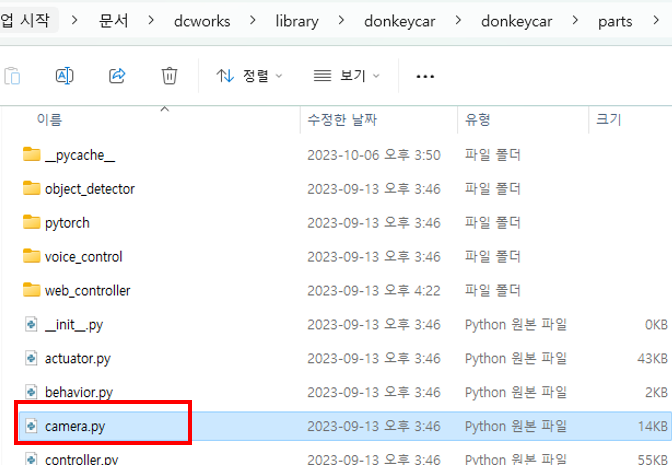 업 시작 > 문서 > dcworks > library > donkeycar > donkeycar > parts >
정렬 보기 ...
이름 수정한 날짜 유형 크기
__pycache__ 2023-10-06 오후 3:50 파일 폴더
object_detector 2023-09-13 오후 3:46 파일 폴더
pytorch 2023-09-13 오후 3:46 파일 폴더
voice_control 2023-09-13 오후 3:46 파일 폴더
web_controller 2023-09-13 오후 4:22 파일 폴더
__init__.py 2023-09-13 오후 3:46 Python 원본 파일 0KB
actuator.py 2023-09-13 오후 3:46 Python 원본 파일 43KB
behavior.py 2023-09-13 오후 3:46 Python 원본 파일 2KB
camera.py 2023-09-13 오후 3:46 Python 원본 파일 14KB
controller.py 2023-09-13 오후 3:46 Python 원본 파일 55KB